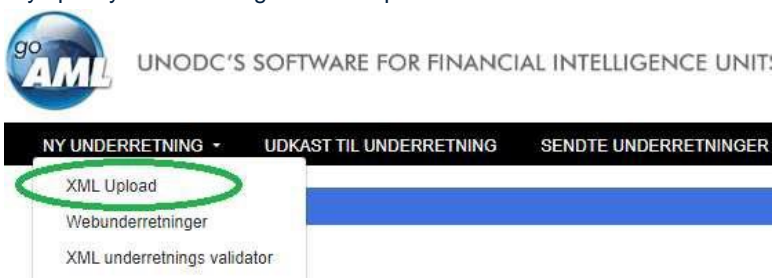 go
AML
UNODC'S SOFTWARE FOR FINANCIAL INTELLIGENCE UNITS
NY UNDERRETNING UDKAST TIL UNDERRETNING SENDTE UNDERRETNINGER
XML Upload
Webunderretninger
XML underretnings validator